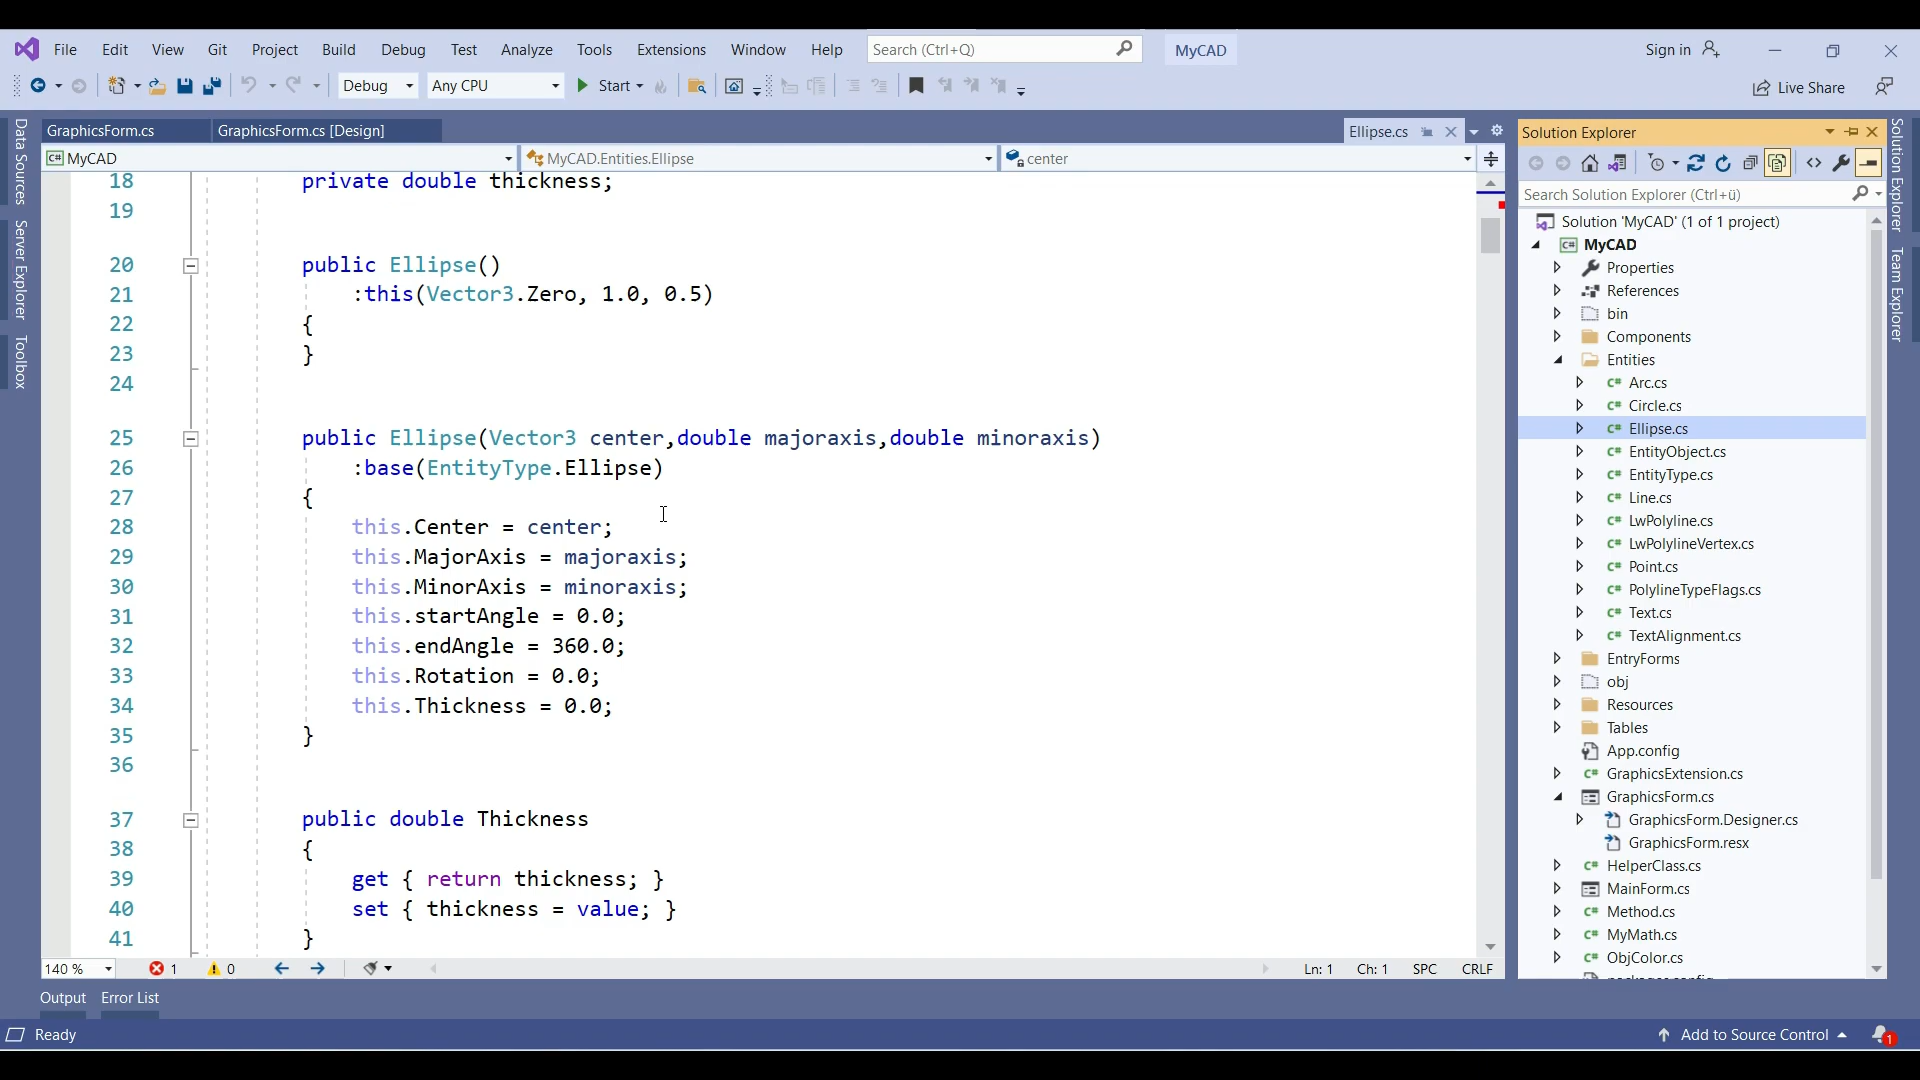 File Edit View Git Project Build Debug Test Analyze Tools Extensions Window Help Search (Ctrl+Q) MyCAD Sign in
Debug Any CPU Start Live Share
GraphicsForm.cs GraphicsForm.cs [Design] Ellipse.cs
MyCAD MyCAD.Entities.Ellipse center
18 private double thickness;
19
20 public Ellipse()
21 :this(Vector3.Zero, 1.0, 0.5)
22 {
23 }
24
25 public Ellipse(Vector3 center,double majoraxis,double minoraxis)
26 :base(EntityType.Ellipse)
27 {
28 this.Center = center;
29 this.MajorAxis = majoraxis;
30 this.MinorAxis = minoraxis;
31 this.startAngle = 0.0;
32 this.endAngle = 360.0;
33 this.Rotation = 0.0;
34 this.Thickness = 0.0;
35 }
36
37 public double Thickness
38 {
39 get { return thickness; }
40 set { thickness = value; }
41 }
140 % 1 0 Ln: 1 Ch: 1 SPC CRLF
Data Sources
Server Explorer
Toolbox
Solution Explorer
Search Solution Explorer (Ctrl+ü)
Solution 'MyCAD' (1 of 1 project)
MyCAD
Properties
References
bin
Components
Entities
Arc.cs
Circle.cs
Ellipse.cs
EntityObject.cs
EntityType.cs
Line.cs
LwPolyline.cs
LwPolylineVertex.cs
Point.cs
PolylineTypeFlags.cs
Text.cs
TextAlignment.cs
EntryForms
obj
Resources
Tables
App.config
GraphicsExtension.cs
GraphicsForm.cs
GraphicsForm.Designer.cs
GraphicsForm.resx
HelperClass.cs
MainForm.cs
Method.cs
MyMath.cs
ObjColor.cs
Solution Explorer
Team Explorer
Output Error List
Ready Add to Source Control 1